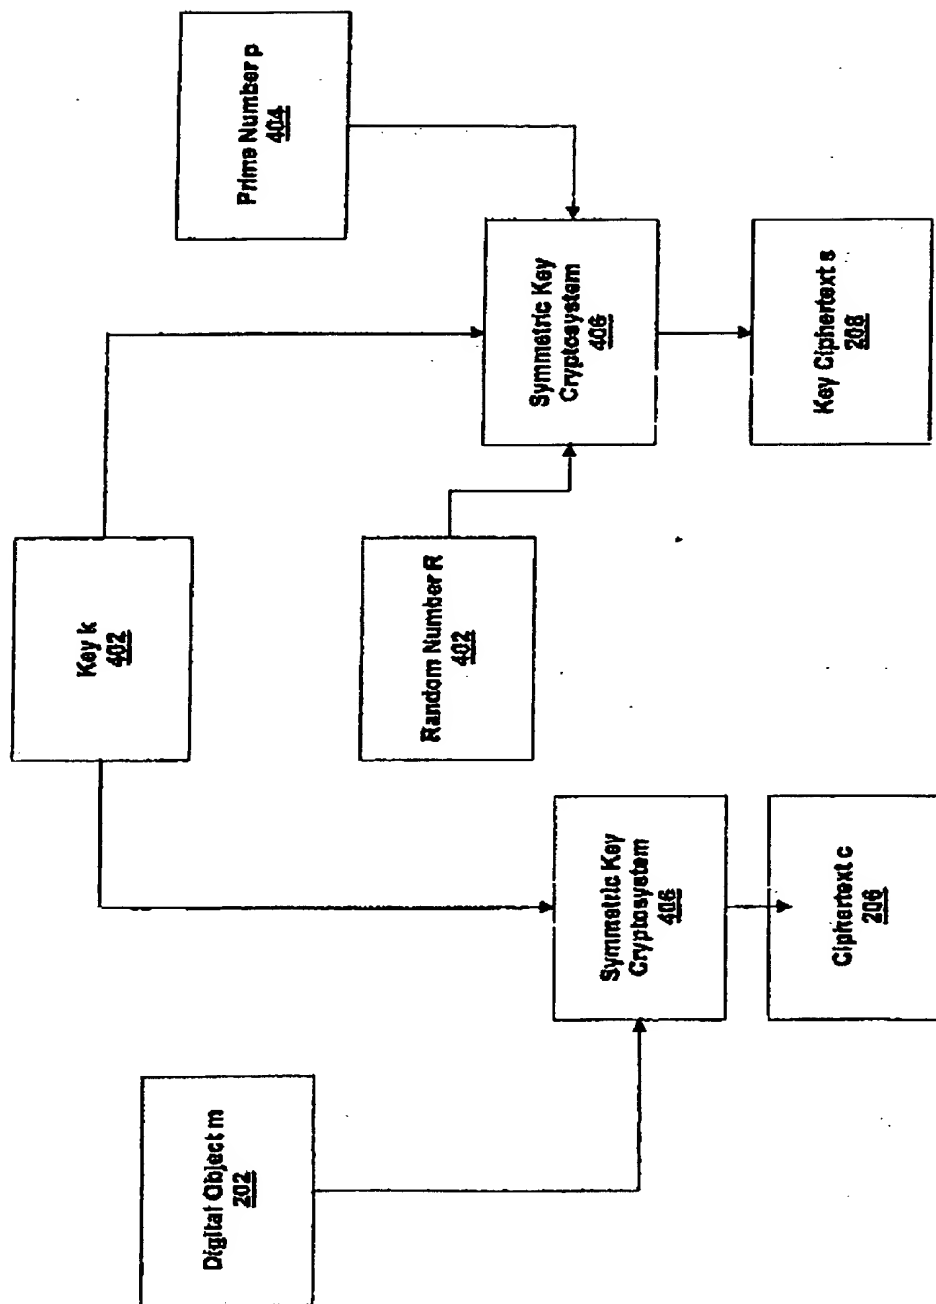 Digital Object m
202
Key k
402
Prime Number p
404
Random Number R
402
Symmetric Key
Cryptosystem
406
Symmetric Key
Cryptosystem
406
Ciphertext c
206
Key Ciphertext s
208